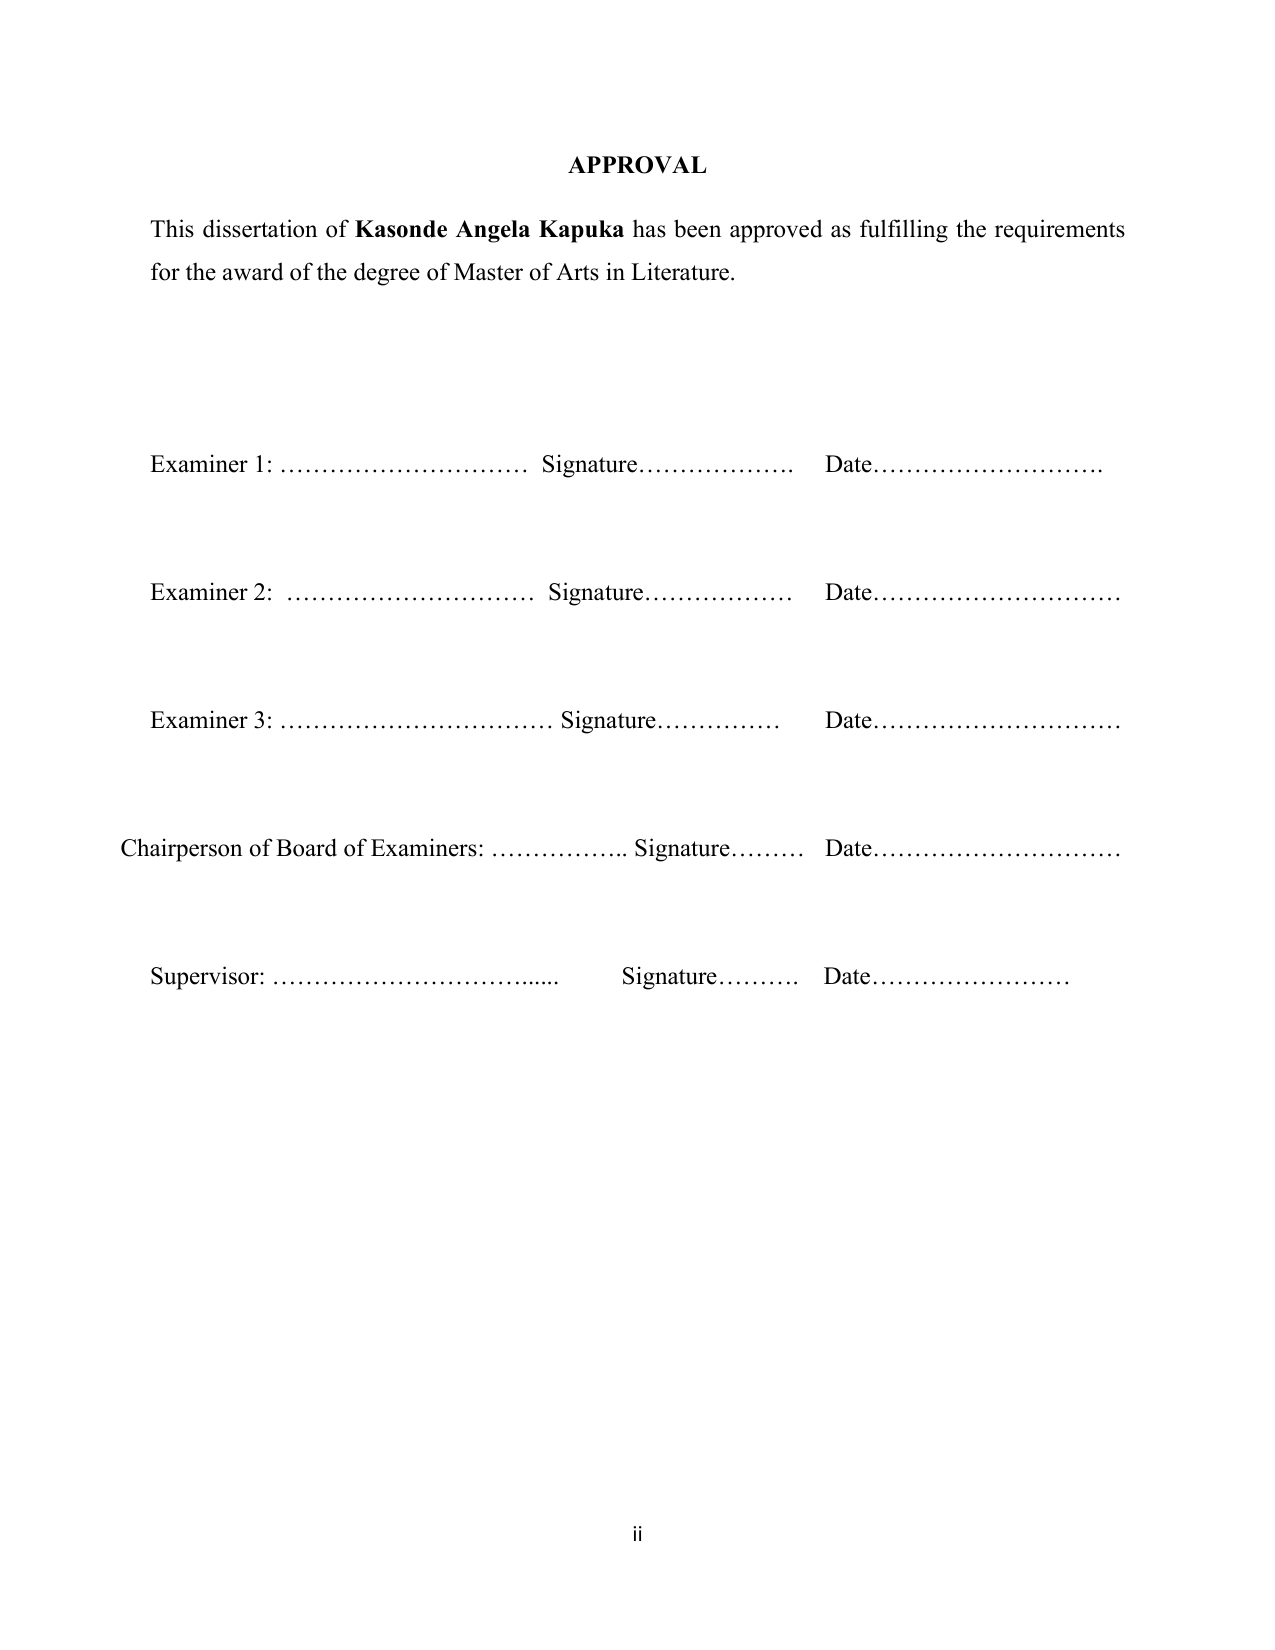 APPROVAL
This dissertation of Kasonde Angela Kapuka has been approved as fulfilling the requirements
for the award of the degree of Master of Arts in Literature.
Examiner 1: ………………………… Signature………………. Date……………………….
Examiner 2: ………………………… Signature……………… Date…………………………
Examiner 3: …………………………… Signature…………… Date…………………………
Chairperson of Board of Examiners: …………….. Signature……… Date…………………………
Supervisor: …………………………...... Signature………. Date……………………
ii